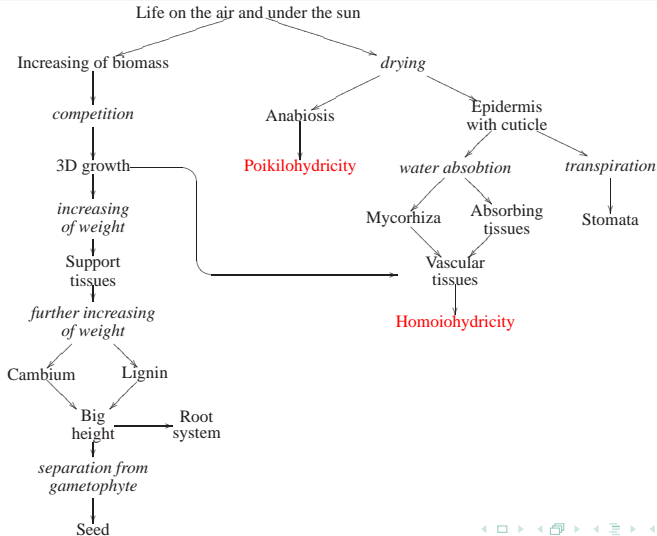 Life on the air and under the sun
Increasing of biomass
drying
competition
Anabiosis
Epidermis
with cuticle
3D growth
Poikilohydricity
water absobtion
transpiration
increasing
of weight
Mycorhiza
Absorbing
tissues
Stomata
Support
tissues
Vascular
tissues
further increasing
of weight
Homoiohydricity
Cambium
Lignin
Big
height
Root
system
separation from
gametophyte
Seed